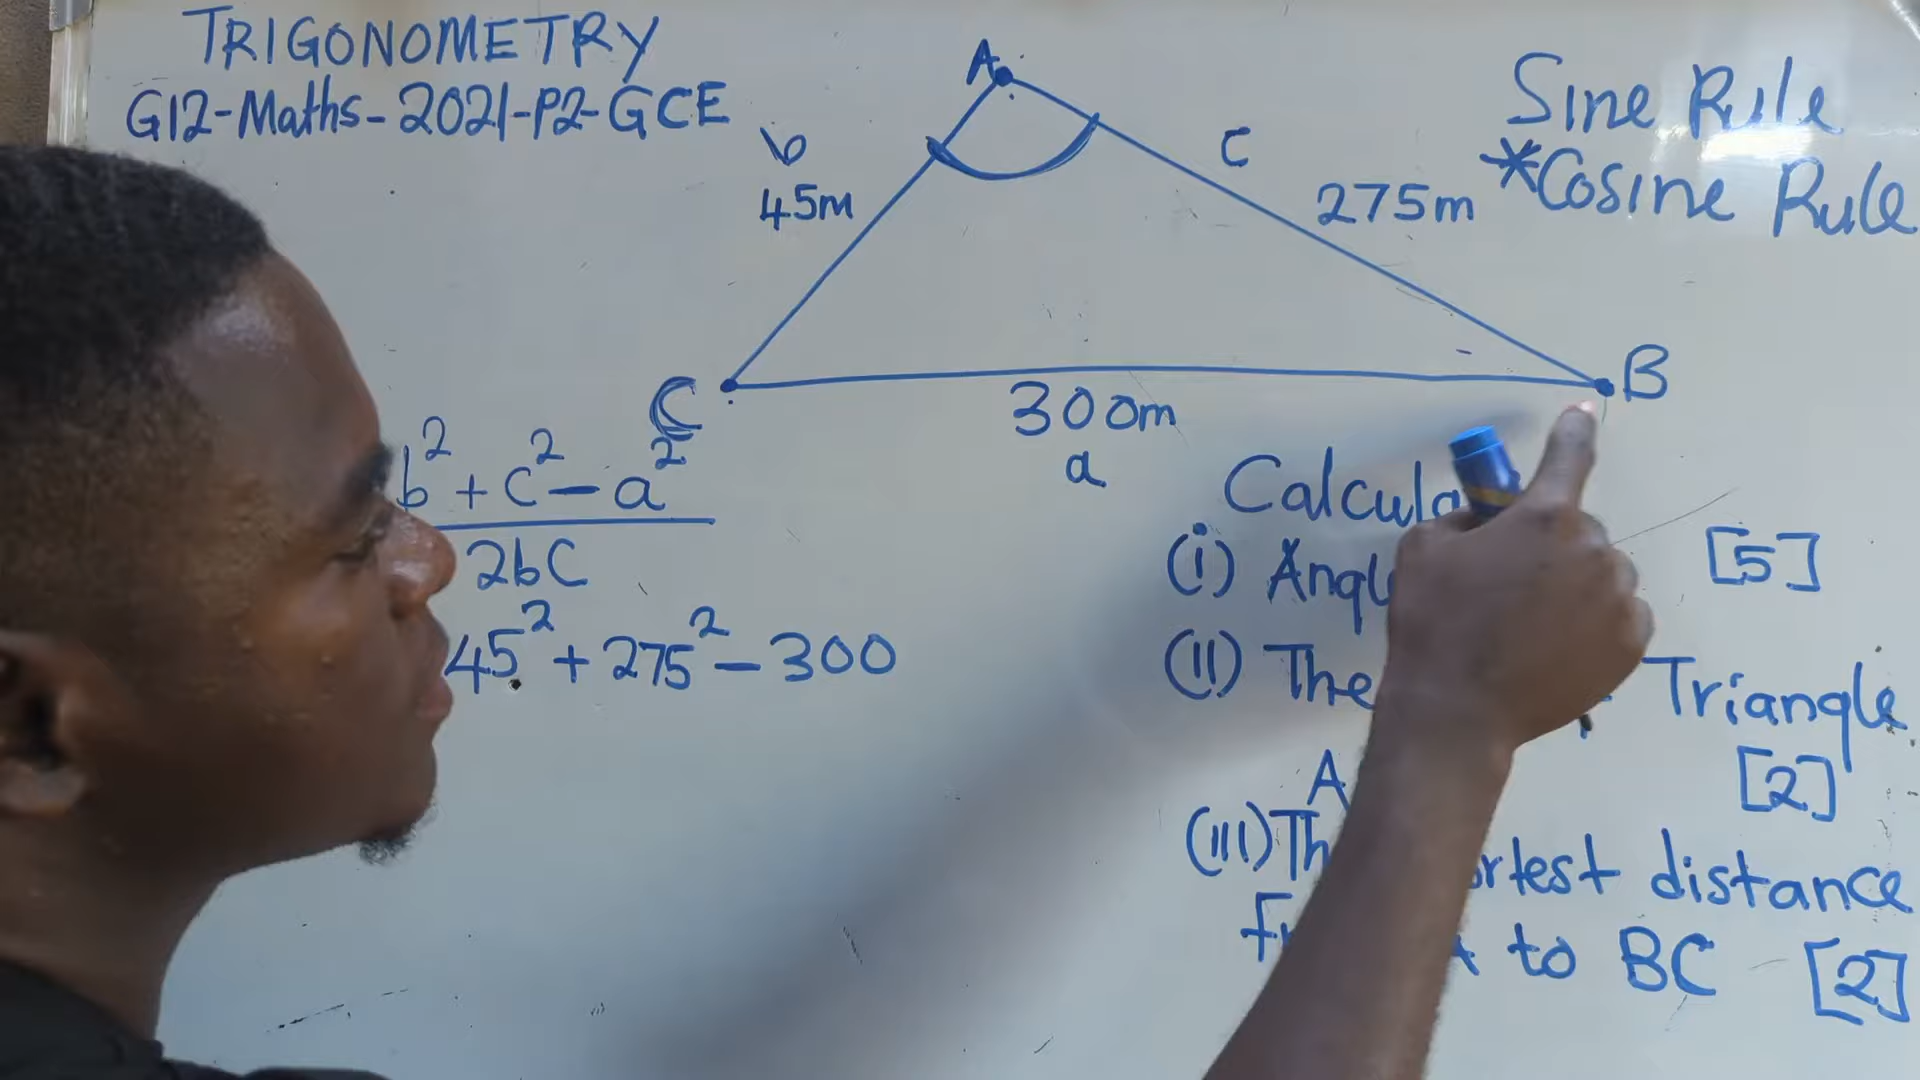 TRIGONOMETRY
G12-Maths-2021-P2-GCE
A
b
45m
c
275m
Sine Rule
*Cosine Rule
C
B
300m
a
b² + c² - a²
2bc
45² + 275² - 300
Calcula
(i) Angl [5]
(ii) The Triangle
A [2]
(iii) Th rtest distance
A to BC [2]